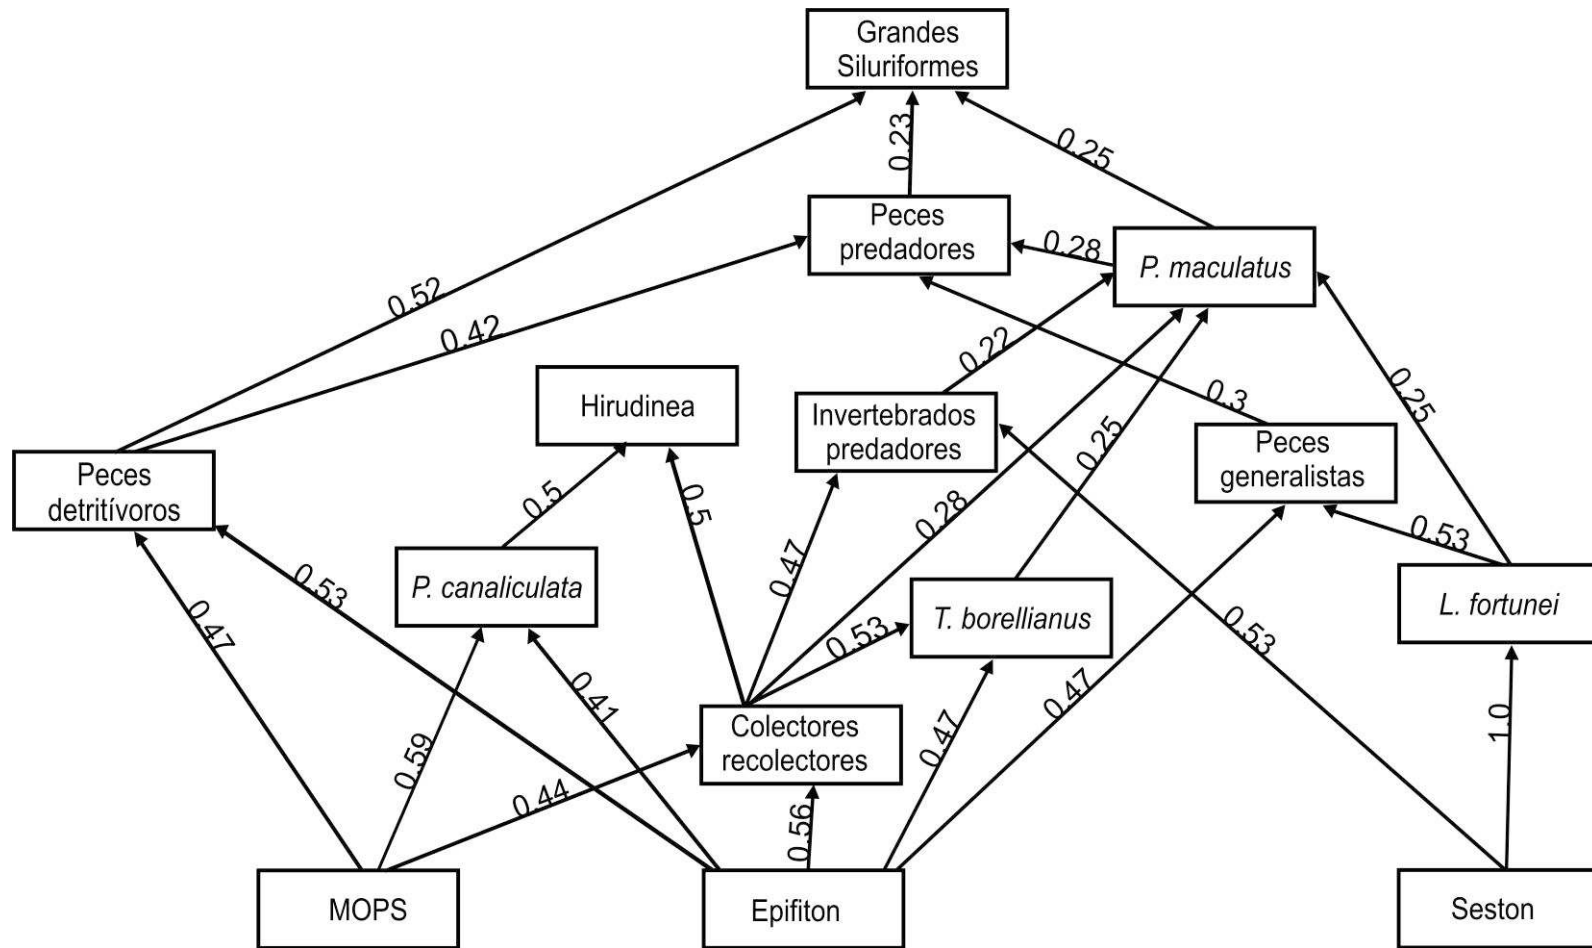 Grandes
Siluriformes
0.23
0.25
Peces
predadores
0.28
P. maculatus
0.52
0.42
0.22
0.3
0.25
Hirudinea
Invertebrados
predadores
0.25
Peces
generalistas
Peces
detritívoros
0.5
0.5
0.28
0.53
0.47
P. canaliculata
T. borellianus
L. fortunei
0.53
0.47
0.53
0.53
0.41
0.47
0.59
0.44
Colectores
recolectores
0.47
1.0
0.56
MOPS
Epifiton
Seston